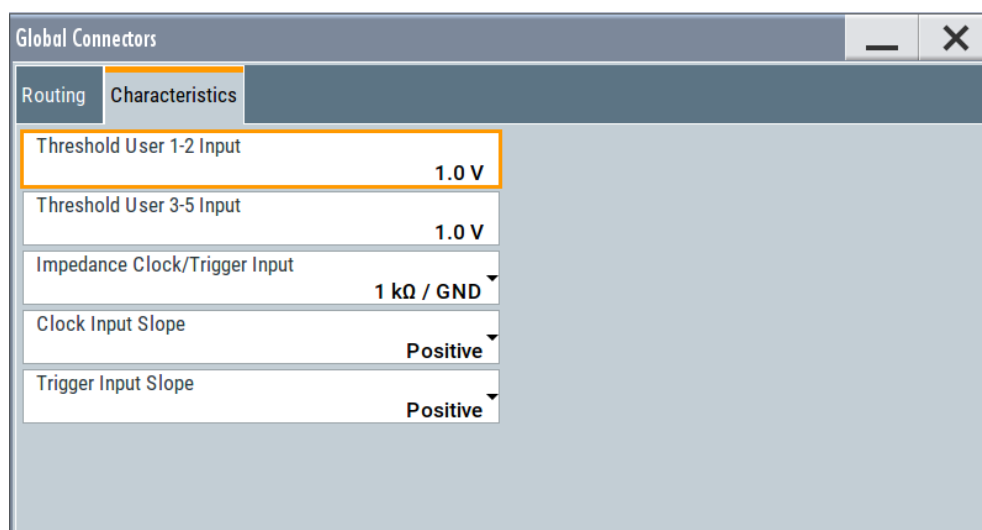 Global Connectors
Routing Characteristics
Threshold User 1-2 Input
1.0 V
Threshold User 3-5 Input
1.0 V
Impedance Clock/Trigger Input
1 kΩ / GND
Clock Input Slope
Positive
Trigger Input Slope
Positive